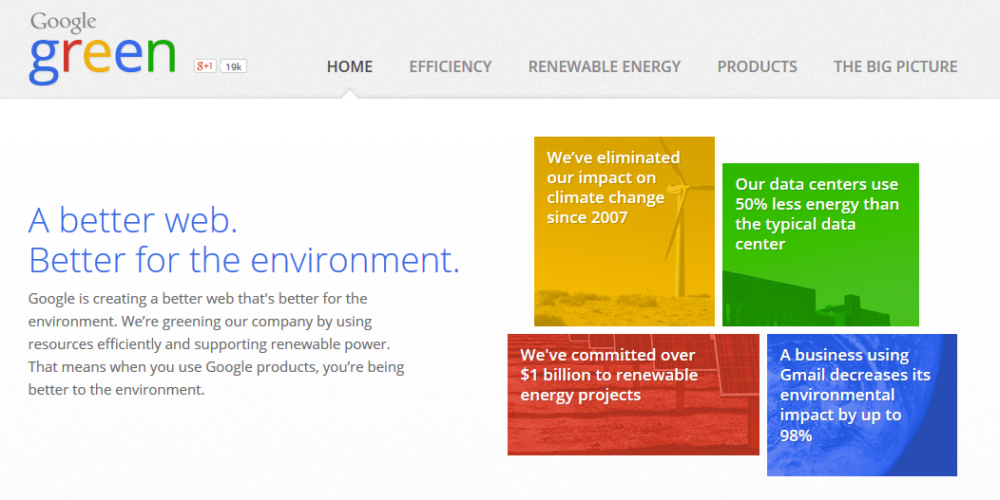 Google
green
g+1 19k
HOME EFFICIENCY RENEWABLE ENERGY PRODUCTS THE BIG PICTURE
A better web.
Better for the environment.
Google is creating a better web that's better for the
environment. We’re greening our company by using
resources efficiently and supporting renewable power.
That means when you use Google products, you’re being
better to the environment.
We’ve eliminated
our impact on
climate change
since 2007
Our data centers use
50% less energy than
the typical data
center
We've committed over
$1 billion to renewable
energy projects
A business using
Gmail decreases its
environmental
impact by up to
98%